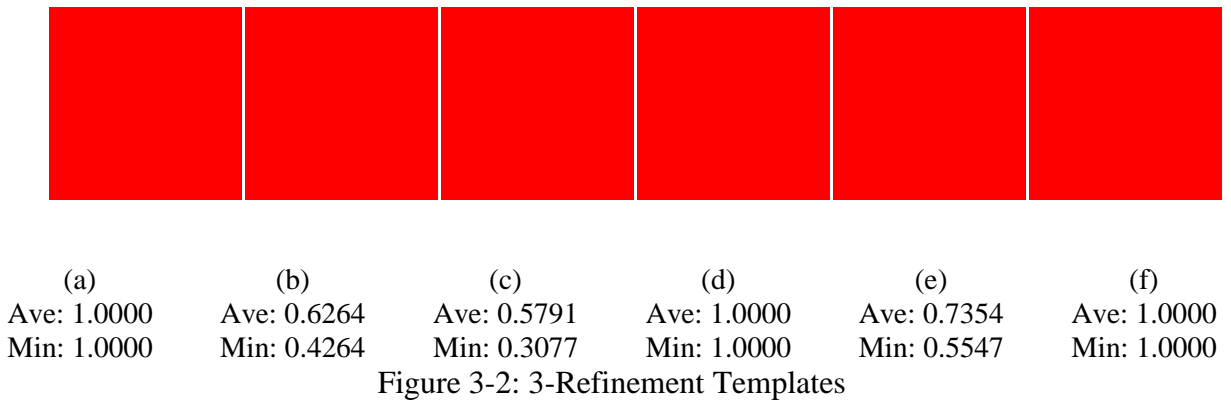 (a) (b) (c) (d) (e) (f)
Ave: 1.0000 Ave: 0.6264 Ave: 0.5791 Ave: 1.0000 Ave: 0.7354 Ave: 1.0000
Min: 1.0000 Min: 0.4264 Min: 0.3077 Min: 1.0000 Min: 0.5547 Min: 1.0000
Figure 3-2: 3-Refinement Templates